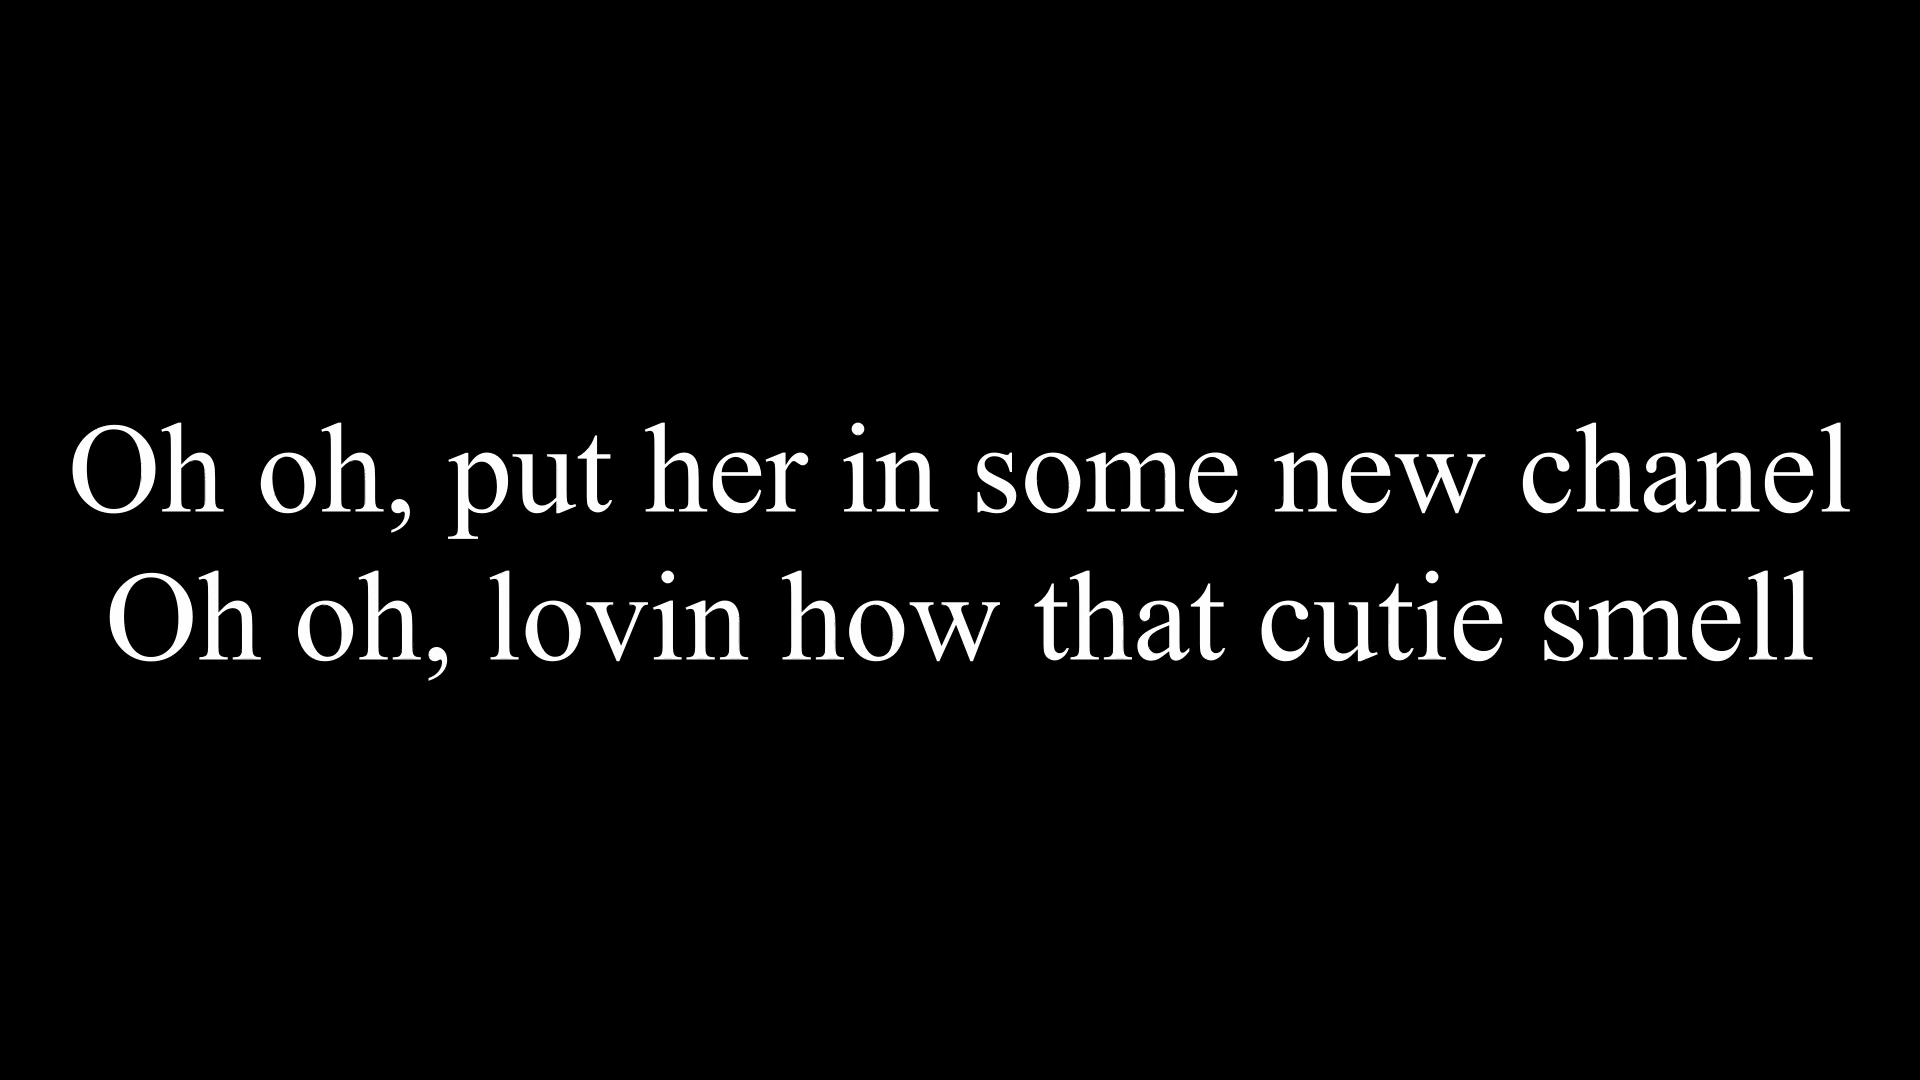 Oh oh, put her in some new chanel
Oh oh, lovin how that cutie smell